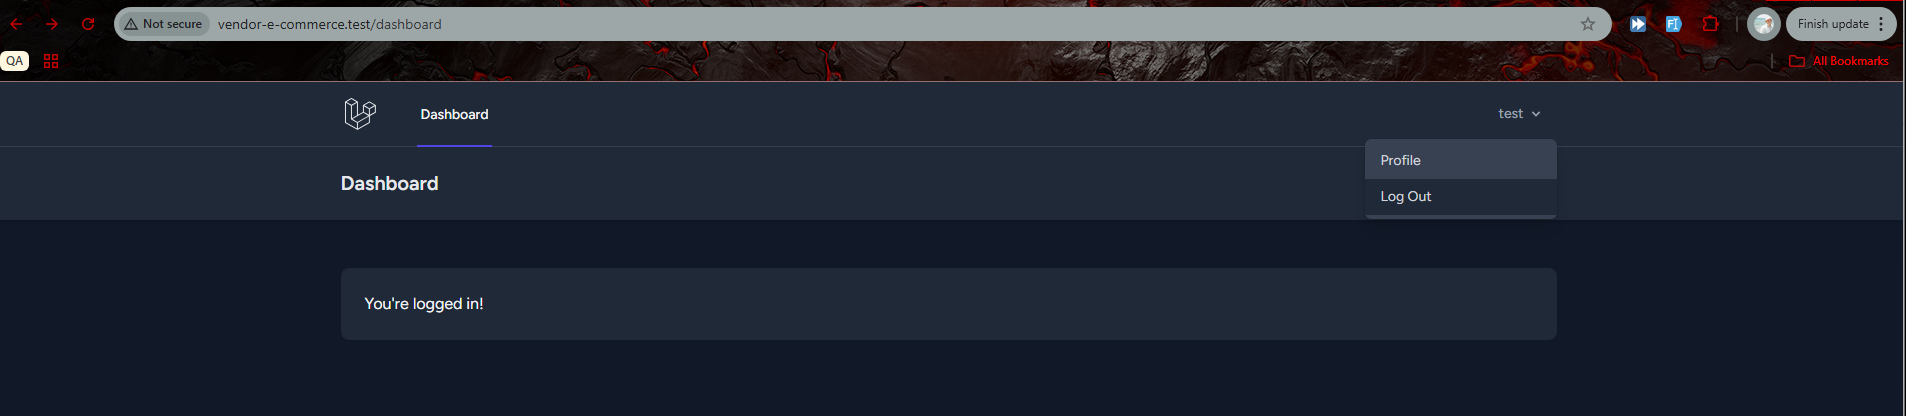 Not secure vendor-e-commerce.test/dashboard Finish update
QA All Bookmarks
Dashboard test
Profile
Dashboard
Log Out
You're logged in!